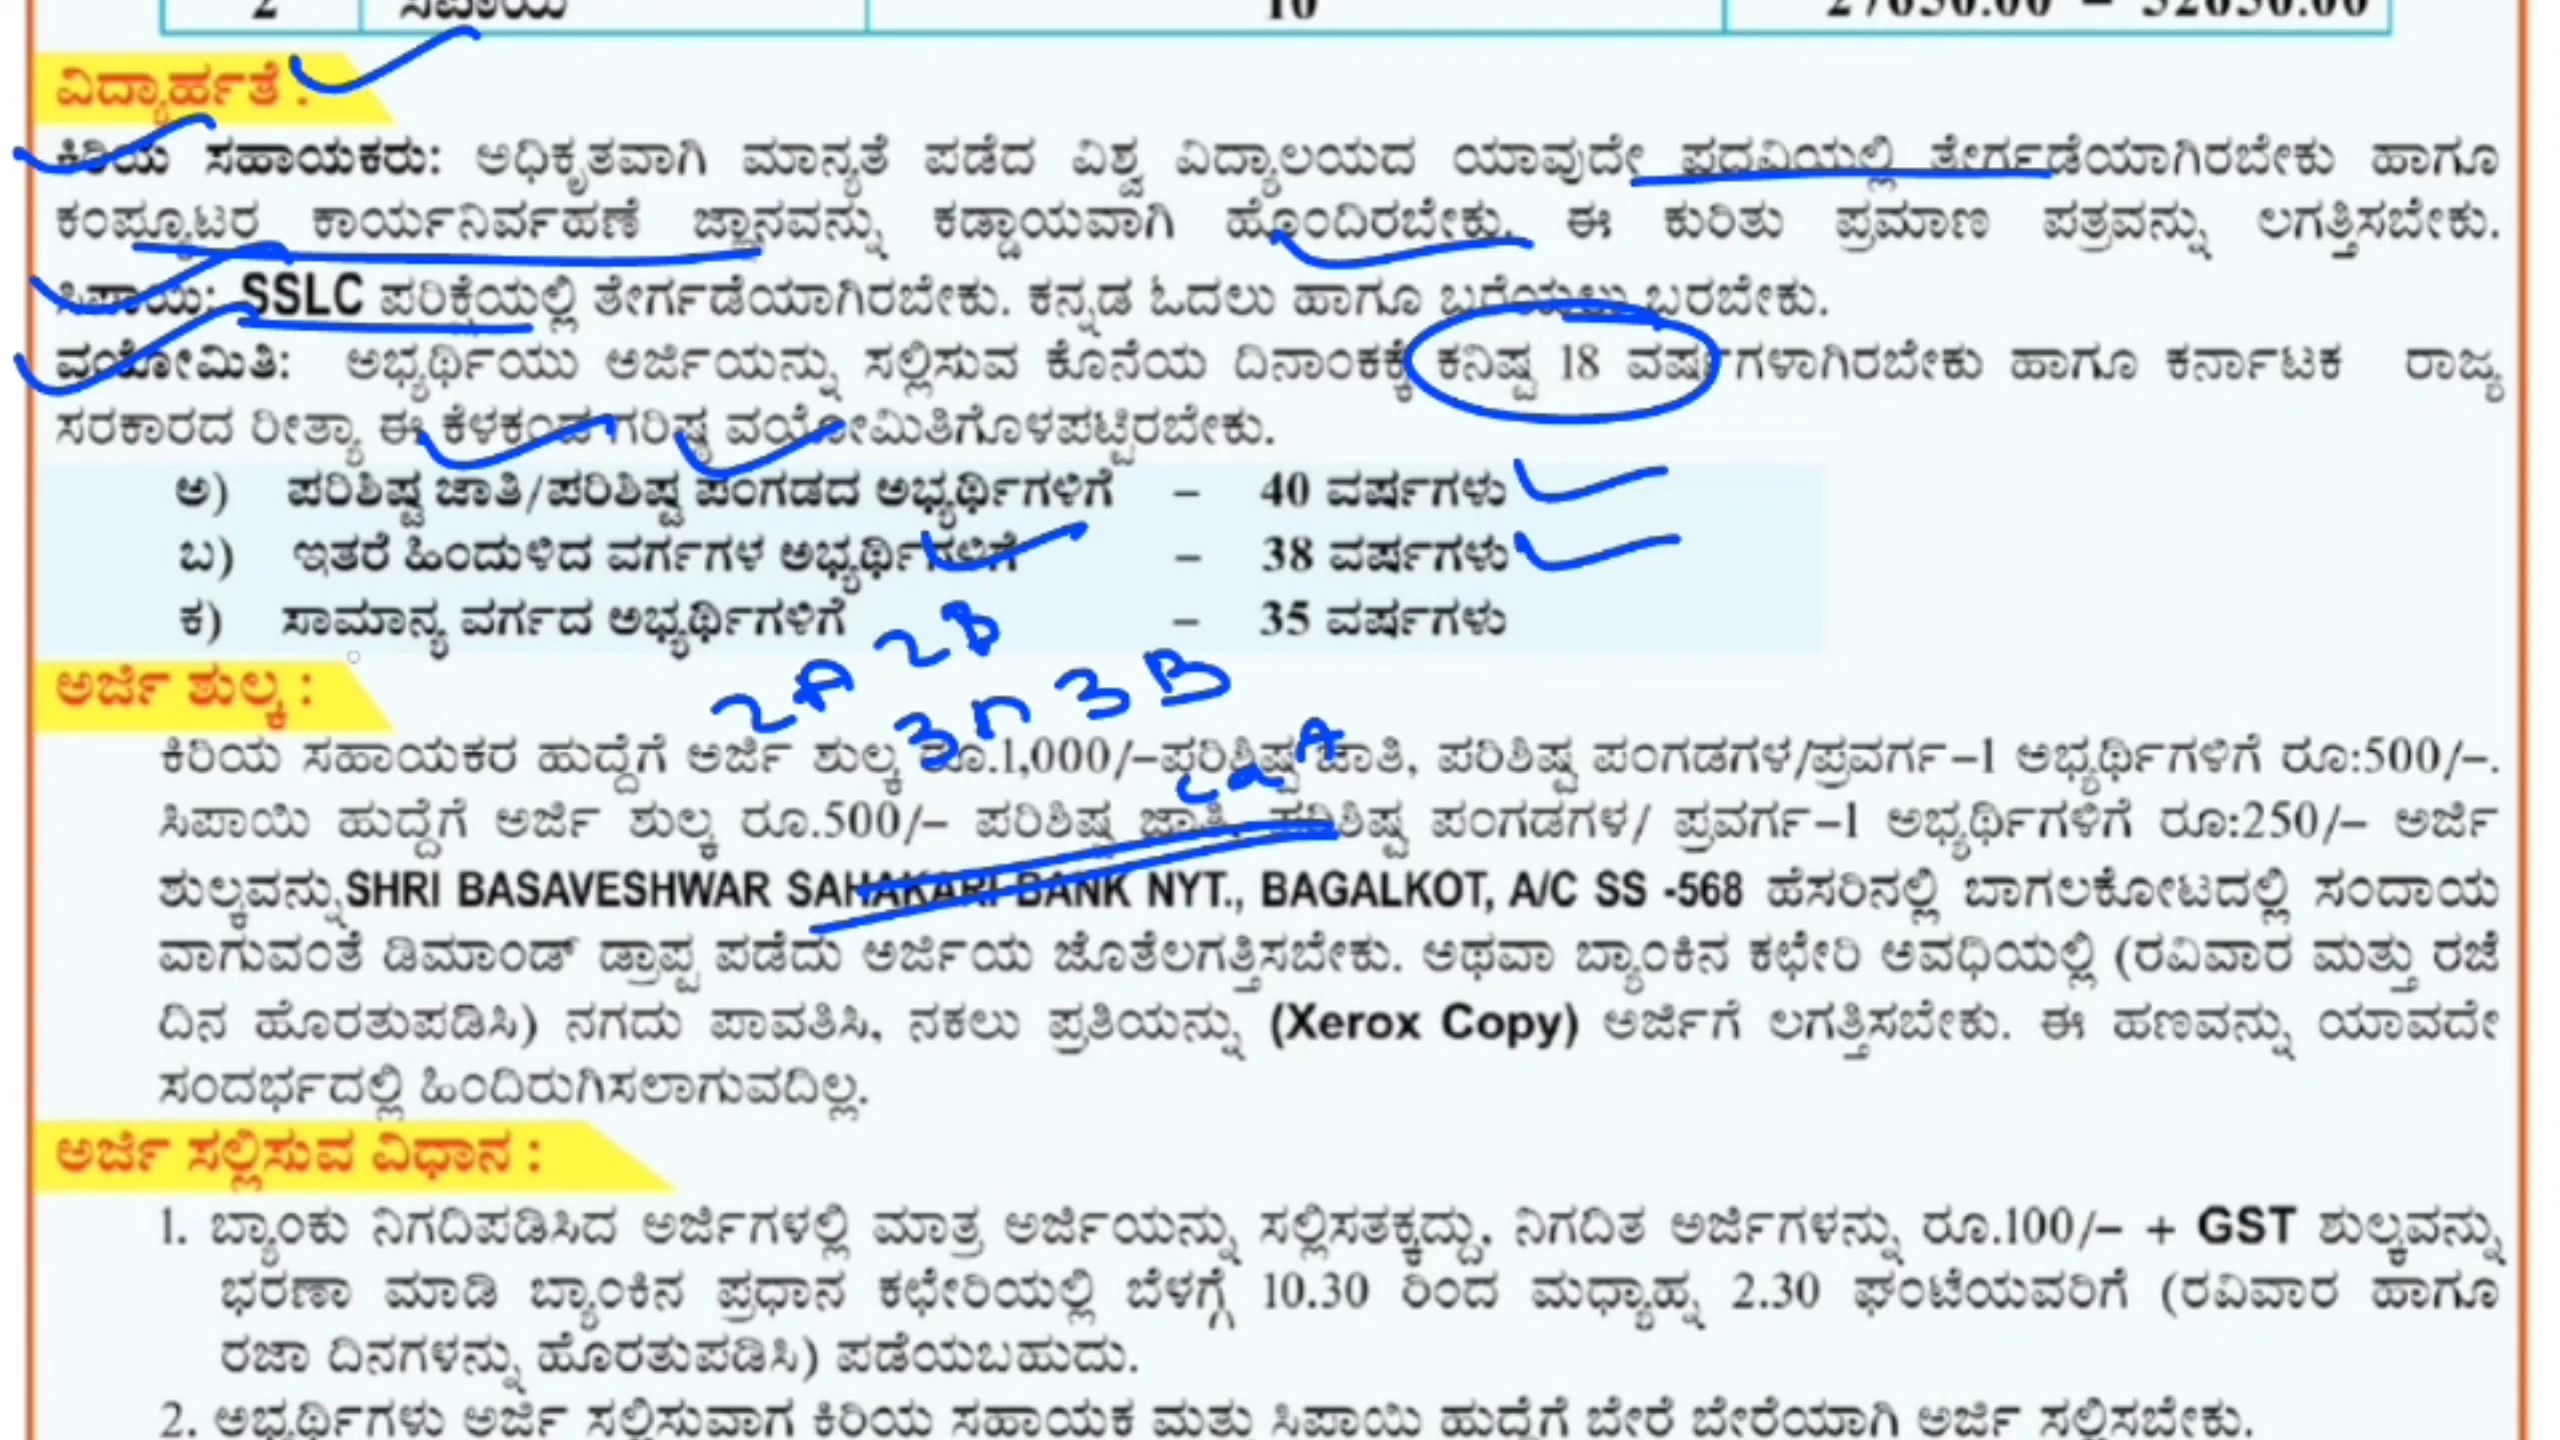 2 ಸಿಪಾಯಿ 10 27650.00 – 52650.00
ವಿದ್ಯಾರ್ಹತೆ :
ಕಿರಿಯ ಸಹಾಯಕರು: ಅಧಿಕೃತವಾಗಿ ಮಾನ್ಯತೆ ಪಡೆದ ವಿಶ್ವ ವಿದ್ಯಾಲಯದ ಯಾವುದೇ ಪದವಿಯಲ್ಲಿ ತೇರ್ಗಡೆಯಾಗಿರಬೇಕು ಹಾಗೂ
ಕಂಪ್ಯೂಟರ ಕಾರ್ಯನಿರ್ವಹಣೆ ಜ್ಞಾನವನ್ನು ಕಡ್ಡಾಯವಾಗಿ ಹೊಂದಿರಬೇಕು. ಈ ಕುರಿತು ಪ್ರಮಾಣ ಪತ್ರವನ್ನು ಲಗತ್ತಿಸಬೇಕು.
ಸಿಪಾಯಿ: SSLC ಪರಿಕ್ಷೆಯಲ್ಲಿ ತೇರ್ಗಡೆಯಾಗಿರಬೇಕು. ಕನ್ನಡ ಓದಲು ಹಾಗೂ ಬರೆಯಲು ಬರಬೇಕು.
ವಯೋಮಿತಿ: ಅಭ್ಯರ್ಥಿಯು ಅರ್ಜಿಯನ್ನು ಸಲ್ಲಿಸುವ ಕೊನೆಯ ದಿನಾಂಕಕ್ಕೆ ಕನಿಷ್ಟ 18 ವರ್ಷಗಳಾಗಿರಬೇಕು ಹಾಗೂ ಕರ್ನಾಟಕ ರಾಜ್ಯ
ಸರಕಾರದ ರೀತ್ಯಾ ಈ ಕೆಳಕಂಡ ಗರಿಷ್ಠ ವಯೋಮಿತಿಗೊಳಪಟ್ಟಿರಬೇಕು.
ಅ) ಪರಿಶಿಷ್ಟ ಜಾತಿ/ಪರಿಶಿಷ್ಟ ಪಂಗಡದ ಅಭ್ಯರ್ಥಿಗಳಿಗೆ – 40 ವರ್ಷಗಳು
ಬ) ಇತರೆ ಹಿಂದುಳಿದ ವರ್ಗಗಳ ಅಭ್ಯರ್ಥಿಗಳಿಗೆ – 38 ವರ್ಷಗಳು
ಕ) ಸಾಮಾನ್ಯ ವರ್ಗದ ಅಭ್ಯರ್ಥಿಗಳಿಗೆ – 35 ವರ್ಷಗಳು
2A 2B
3A 3B
ca A
ಅರ್ಜಿ ಶುಲ್ಕ :
ಕಿರಿಯ ಸಹಾಯಕರ ಹುದ್ದೆಗೆ ಅರ್ಜಿ ಶುಲ್ಕ ರೂ.1,000/–ಪರಿಶಿಷ್ಟ ಜಾತಿ, ಪರಿಶಿಷ್ಟ ಪಂಗಡಗಳ/ಪ್ರವರ್ಗ–1 ಅಭ್ಯರ್ಥಿಗಳಿಗೆ ರೂ:500/–.
ಸಿಪಾಯಿ ಹುದ್ದೆಗೆ ಅರ್ಜಿ ಶುಲ್ಕ ರೂ.500/– ಪರಿಶಿಷ್ಟ ಜಾತಿ, ಪರಿಶಿಷ್ಟ ಪಂಗಡಗಳ/ ಪ್ರವರ್ಗ–1 ಅಭ್ಯರ್ಥಿಗಳಿಗೆ ರೂ:250/– ಅರ್ಜಿ
ಶುಲ್ಕವನ್ನು SHRI BASAVESHWAR SAHAKARI BANK NYT., BAGALKOT, A/C SS -568 ಹೆಸರಿನಲ್ಲಿ ಬಾಗಲಕೋಟದಲ್ಲಿ ಸಂದಾಯ
ವಾಗುವಂತೆ ಡಿಮಾಂಡ್ ಡ್ರಾಪ್ಟ ಪಡೆದು ಅರ್ಜಿಯ ಜೊತೆಲಗತ್ತಿಸಬೇಕು. ಅಥವಾ ಬ್ಯಾಂಕಿನ ಕಛೇರಿ ಅವಧಿಯಲ್ಲಿ (ರವಿವಾರ ಮತ್ತು ರಜೆ
ದಿನ ಹೊರತುಪಡಿಸಿ) ನಗದು ಪಾವತಿಸಿ, ನಕಲು ಪ್ರತಿಯನ್ನು (Xerox Copy) ಅರ್ಜಿಗೆ ಲಗತ್ತಿಸಬೇಕು. ಈ ಹಣವನ್ನು ಯಾವದೇ
ಸಂದರ್ಭದಲ್ಲಿ ಹಿಂದಿರುಗಿಸಲಾಗುವದಿಲ್ಲ.
ಅರ್ಜಿ ಸಲ್ಲಿಸುವ ವಿಧಾನ :
1. ಬ್ಯಾಂಕು ನಿಗದಿಪಡಿಸಿದ ಅರ್ಜಿಗಳಲ್ಲಿ ಮಾತ್ರ ಅರ್ಜಿಯನ್ನು ಸಲ್ಲಿಸತಕ್ಕದ್ದು, ನಿಗದಿತ ಅರ್ಜಿಗಳನ್ನು ರೂ.100/– + GST ಶುಲ್ಕವನ್ನು
ಭರಣಾ ಮಾಡಿ ಬ್ಯಾಂಕಿನ ಪ್ರಧಾನ ಕಛೇರಿಯಲ್ಲಿ ಬೆಳಗ್ಗೆ 10.30 ರಿಂದ ಮಧ್ಯಾಹ್ನ 2.30 ಘಂಟೆಯವರಿಗೆ (ರವಿವಾರ ಹಾಗೂ
ರಜಾ ದಿನಗಳನ್ನು ಹೊರತುಪಡಿಸಿ) ಪಡೆಯಬಹುದು.
2. ಅಭ್ಯರ್ಥಿಗಳು ಅರ್ಜಿ ಸಲ್ಲಿಸುವಾಗ ಕಿರಿಯ ಸಹಾಯಕ ಮತ್ತು ಸಿಪಾಯಿ ಹುದ್ದೆಗೆ ಬೇರೆ ಬೇರೆಯಾಗಿ ಅರ್ಜಿ ಸಲ್ಲಿಸಬೇಕು.